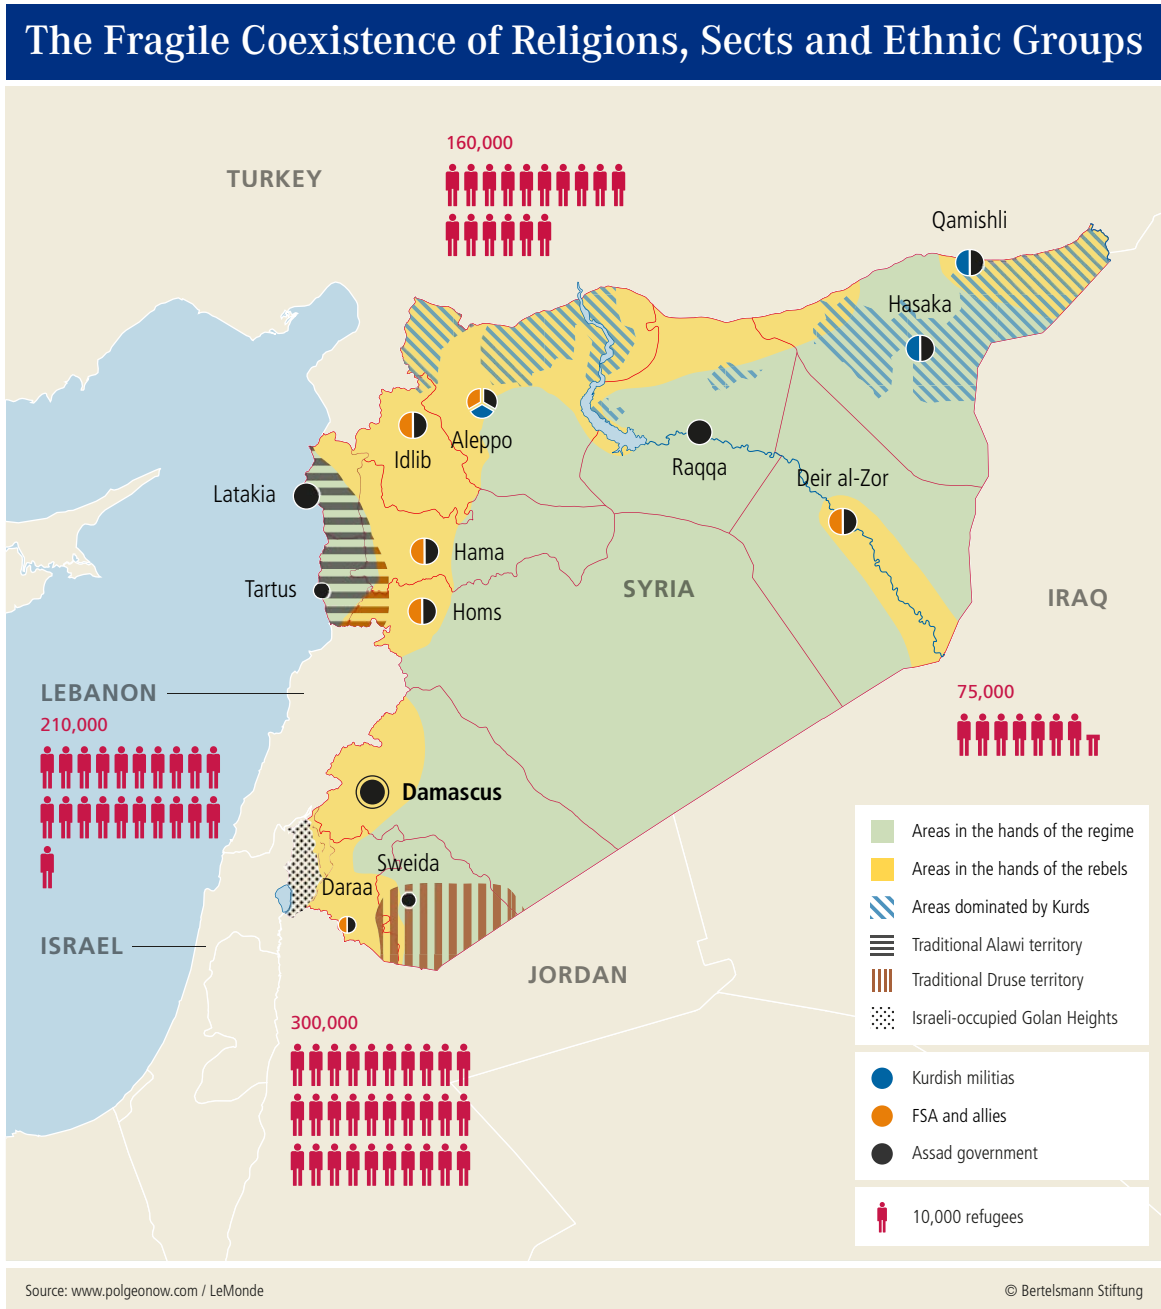 The Fragile Coexistence of Religions, Sects and Ethnic Groups
160,000
TURKEY
Qamishli
Hasaka
Aleppo
Idlib
Raqqa
Deir al-Zor
Latakia
Hama
Tartus
SYRIA
IRAQ
Homs
LEBANON
210,000
75,000
Damascus
Sweida
Daraa
ISRAEL
JORDAN
300,000
Areas in the hands of the regime
Areas in the hands of the rebels
Areas dominated by Kurds
Traditional Alawi territory
Traditional Druse territory
Israeli-occupied Golan Heights
Kurdish militias
FSA and allies
Assad government
10,000 refugees
Source: www.polgeonow.com / LeMonde
© Bertelsmann Stiftung